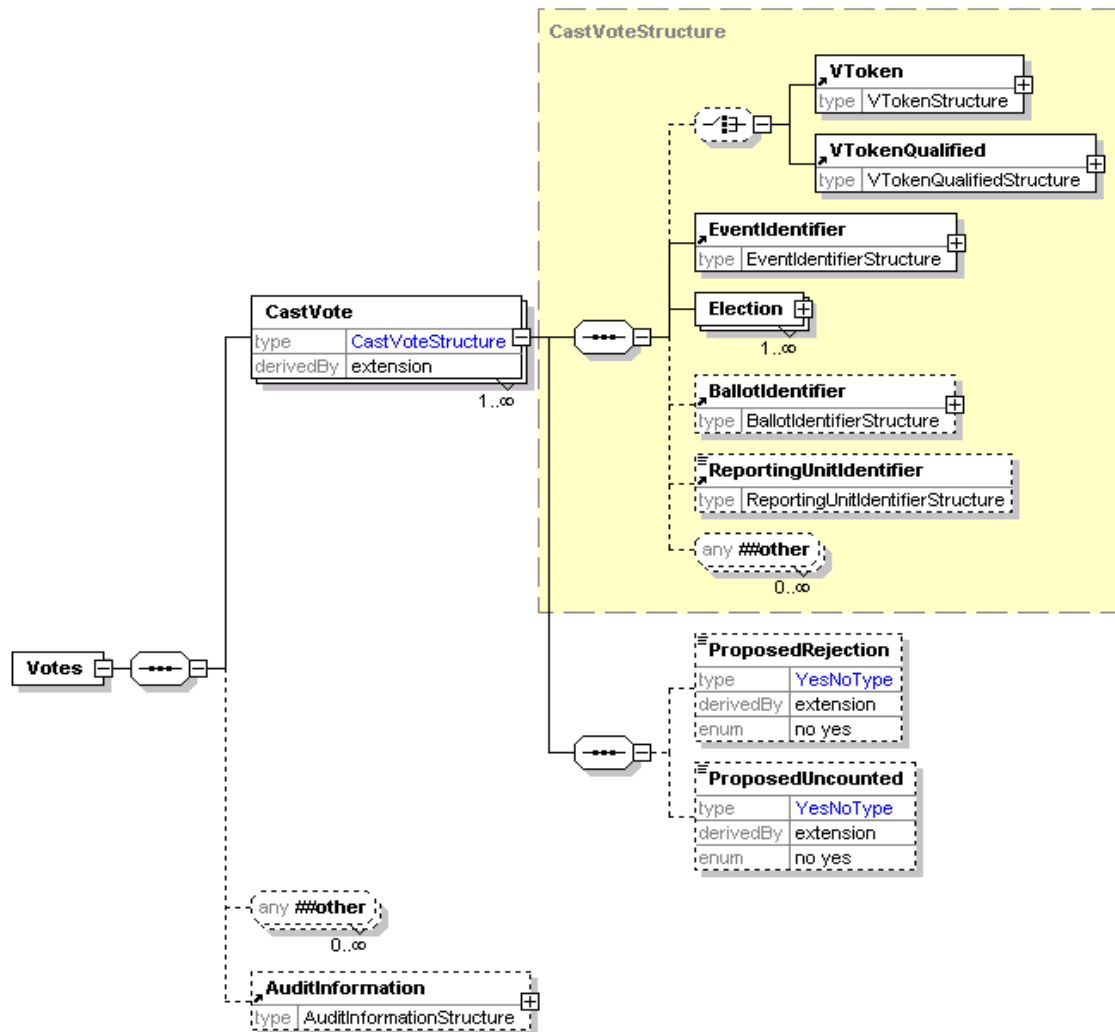 CastVoteStructure
VToken
type VTokenStructure
VTokenQualified
type VTokenQualifiedStructure
EventIdentifier
type EventIdentifierStructure
CastVote
type CastVoteStructure
derivedBy extension
1..∞
Election
1..∞
BallotIdentifier
type BallotIdentifierStructure
ReportingUnitIdentifier
type ReportingUnitIdentifierStructure
any ##other
0..∞
Votes
ProposedRejection
type YesNoType
derivedBy extension
enum no yes
ProposedUncounted
type YesNoType
derivedBy extension
enum no yes
any ##other
0..∞
AuditInformation
type AuditInformationStructure